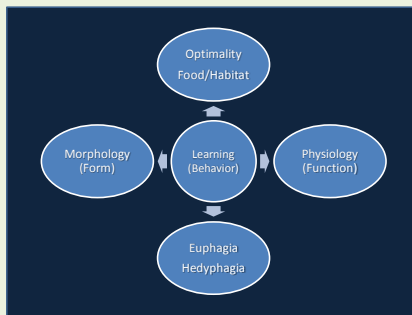 Optimality
Food/Habitat
Morphology
(Form)
Learning
(Behavior)
Physiology
(Function)
Euphagia
Hedyphagia